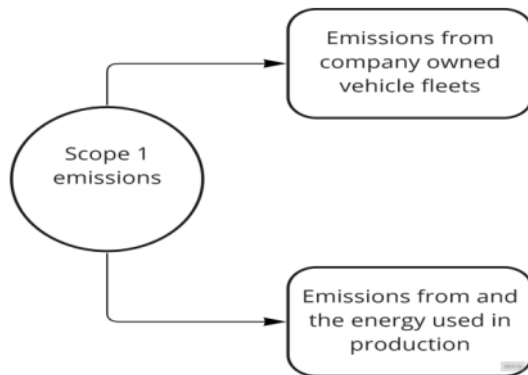 Emissions from
company owned
vehicle fleets
Scope 1
emissions
Emissions from and
the energy used in
production